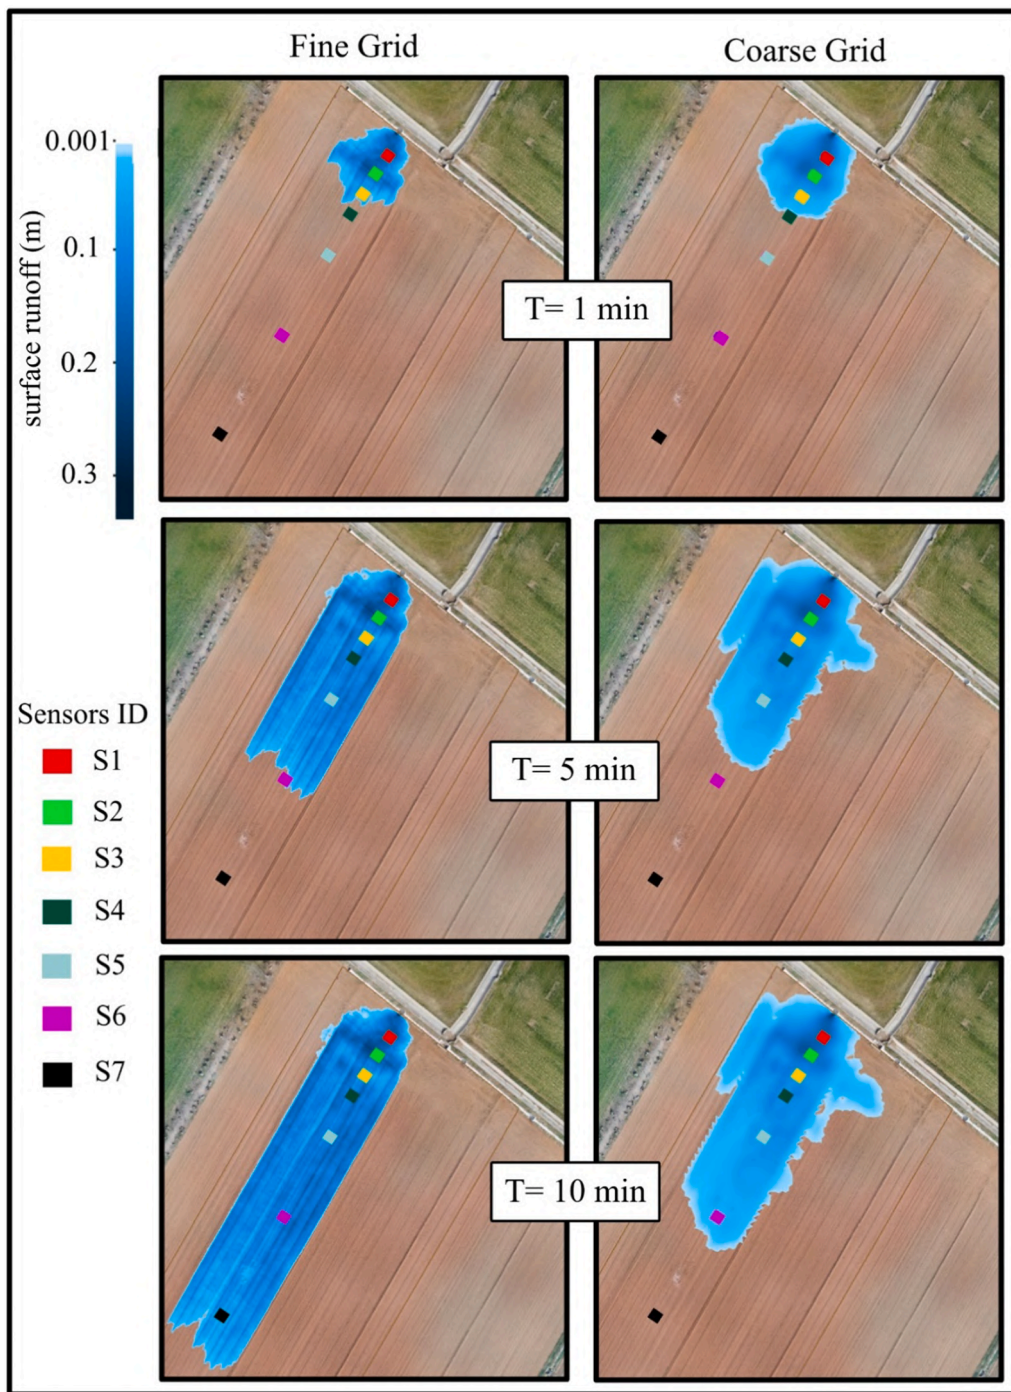 Fine Grid
Coarse Grid
surface runoff (m)
0.001
0.1
0.2
0.3
T= 1 min
T= 5 min
T= 10 min
Sensors ID
S1
S2
S3
S4
S5
S6
S7